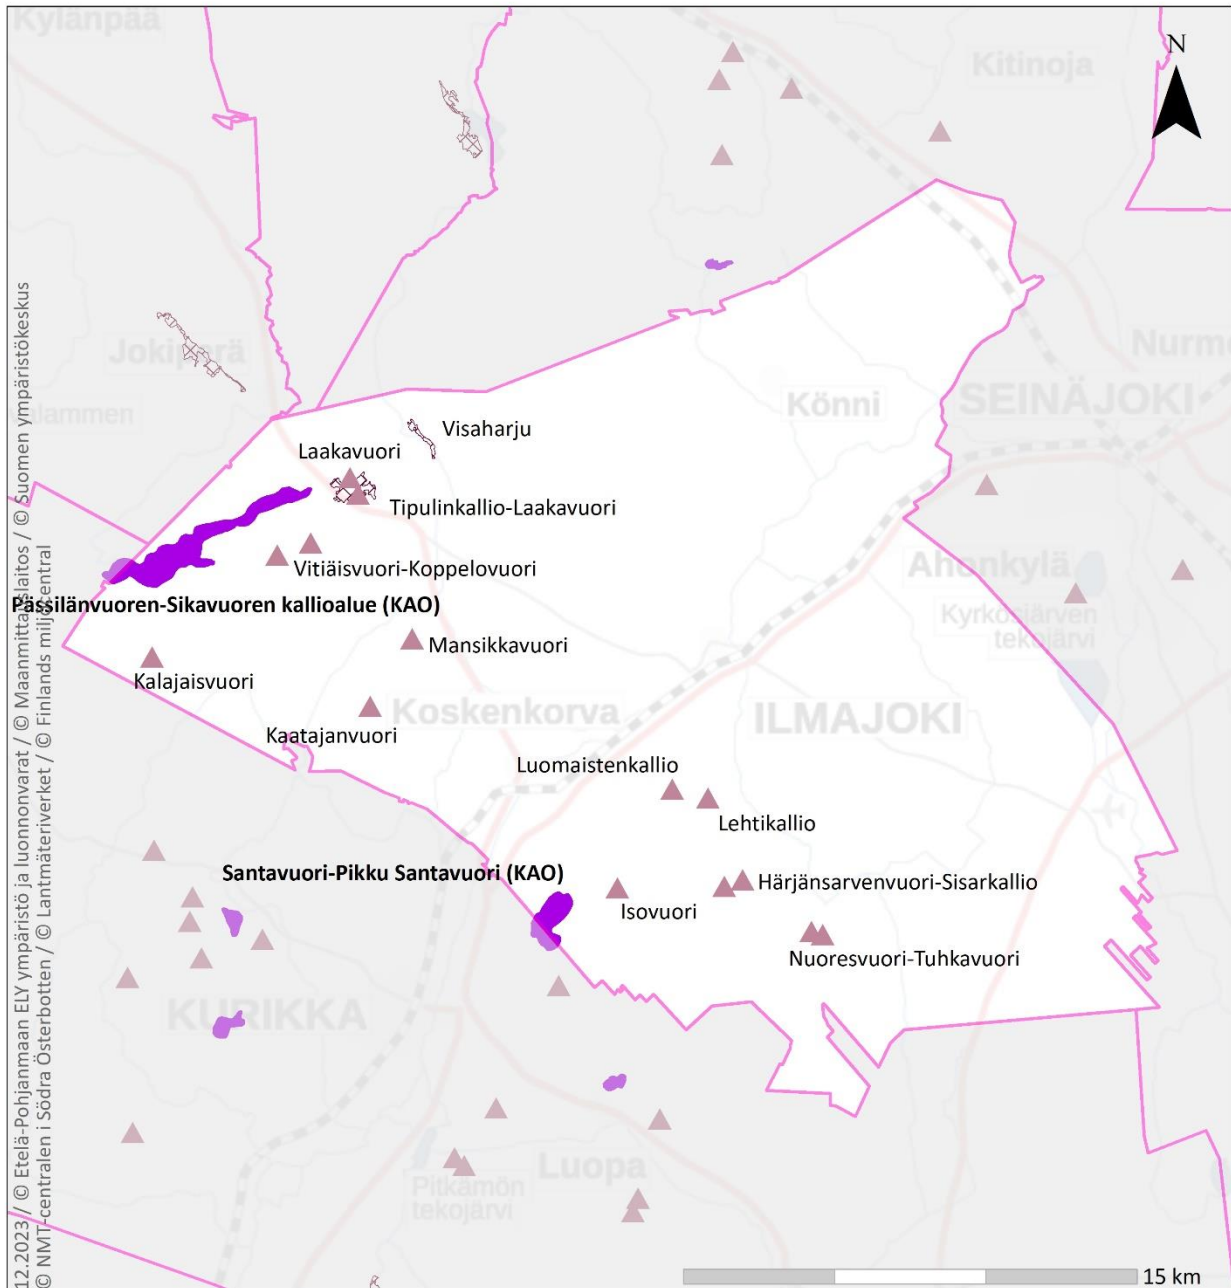 Kylänpää
Kitinoja
N
Jokiperä
Nurmo
valammen
Könni
SEINÄJOKI
Visaharju
Laakavuori
Tipulinkallio-Laakavuori
Vitiäisvuori-Koppelovuori
Ahonkylä
Kyrkösjärven
tekojärvi
Pässilänvuoren-Sikavuoren kallioalue (KAO)
Mansikkavuori
Kalajaisvuori
Koskenkorva
ILMAJOKI
Kaatajanvuori
Luomaistenkallio
Lehtikallio
Santavuori-Pikku Santavuori (KAO)
Härjänsarvenvuori-Sisarkallio
Isovuori
Nuoresvuori-Tuhkavuori
KURIKKA
Luopa
Pitkämön
tekojärvi
15 km
12.2023 / © Etelä-Pohjanmaan ELY ympäristö ja luonnonvarat / © Maanmittauslaitos / © Suomen ympäristökeskus
© NMT-centralen i Södra Österbotten / © Lantmäteriverket / © Finlands miljöcentral